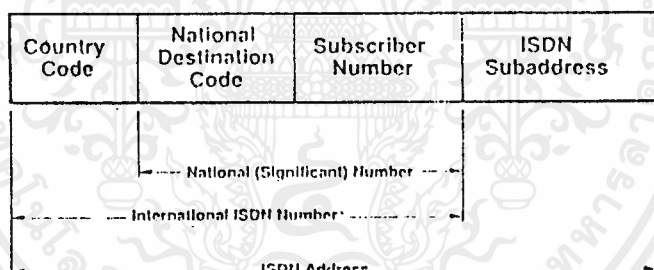 Country Code
National Destination Code
Subscriber Number
ISDN Subaddress
National (Significant) Number
International ISDN Number
ISDN Address